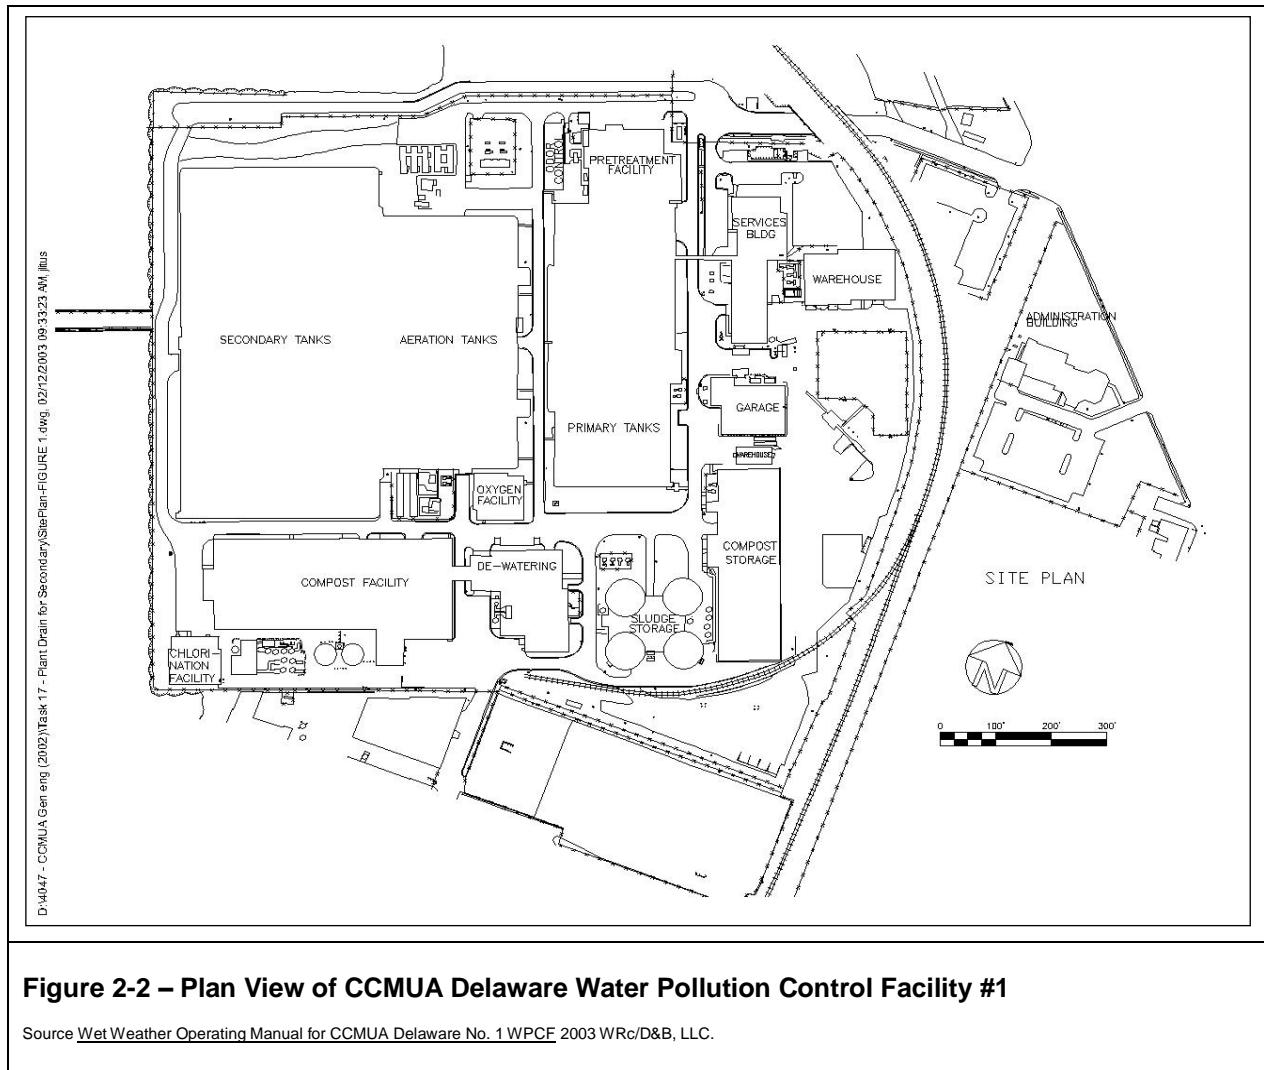 ODOR
CONTROL
PRETREATMENT
FACILITY
SERVICES
BLDG
WAREHOUSE
SECONDARY TANKS
AERATION TANKS
ADMINISTRATION
BUILDING
GARAGE
PRIMARY TANKS
WAREHOUSE
OXYGEN
FACILITY
COMPOST
STORAGE
DE-WATERING
COMPOST FACILITY
SLUDGE
STORAGE
CHLORI-
NATION
FACILITY
SITE PLAN
N
0 100' 200' 300'
D:\4047 - CCMUA Gen eng (2002)\Task 17 - Plant Drain for Secondary\SitePlan-FIGURE 1.dwg, 02/12/2003 09:33:23 AM, jitus
Figure 2-2 – Plan View of CCMUA Delaware Water Pollution Control Facility #1
Source Wet Weather Operating Manual for CCMUA Delaware No. 1 WPCF 2003 WRc/D&B, LLC.